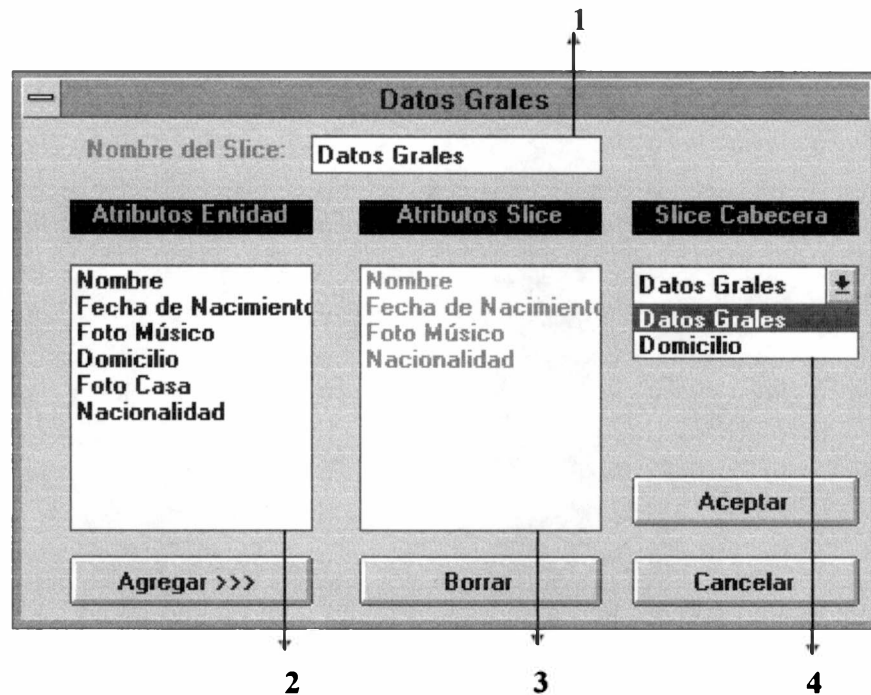 1
Datos Grales
Nombre del Slice: Datos Grales
Atributos Entidad
Atributos Slice
Slice Cabecera
Nombre
Fecha de Nacimiento
Foto Músico
Domicilio
Foto Casa
Nacionalidad
Nombre
Fecha de Nacimiento
Foto Músico
Nacionalidad
Datos Grales
Datos Grales
Domicilio
Aceptar
Agregar >>>
Borrar
Cancelar
2
3
4